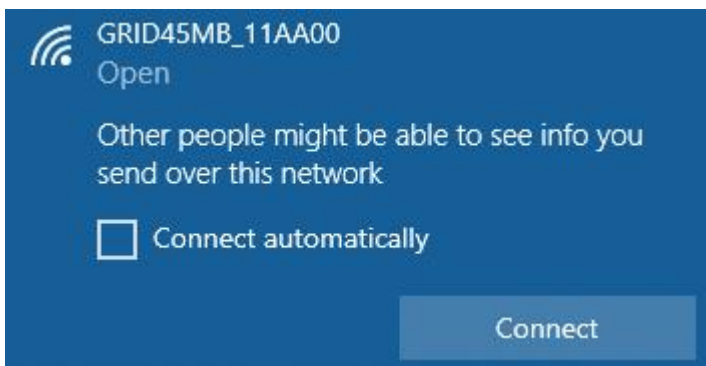 GRID45MB_11AA00
Open
Other people might be able to see info you
send over this network
Connect automatically
Connect